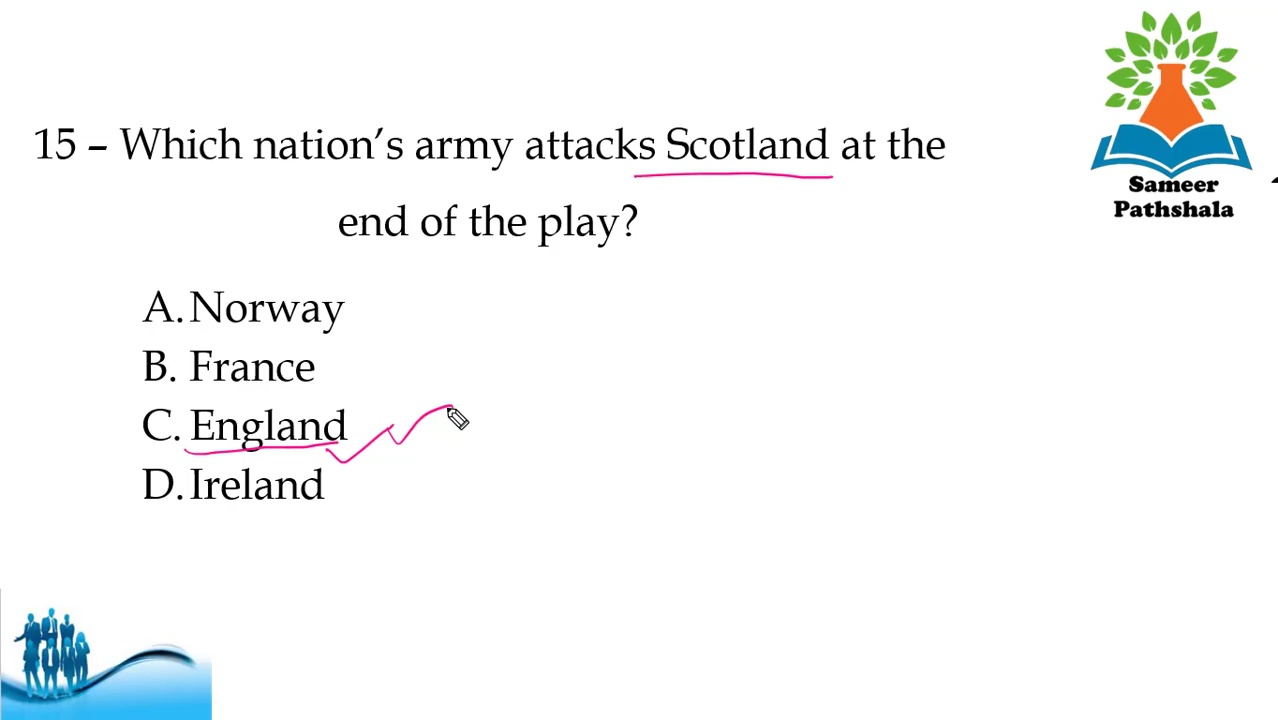 15 – Which nation’s army attacks Scotland at the
end of the play?
A. Norway
B. France
C. England
D. Ireland
Sameer
Pathshala